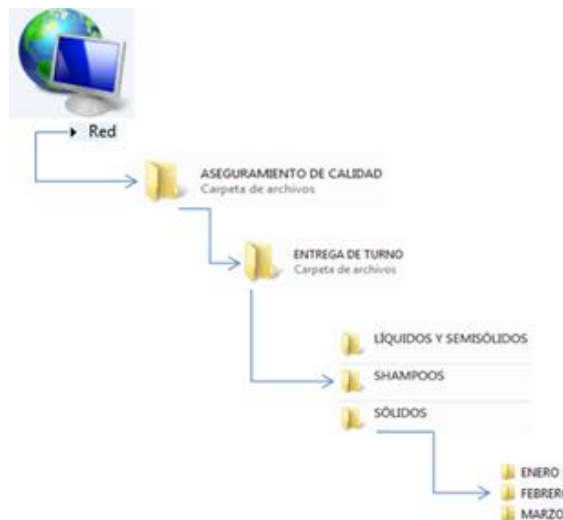 Red
ASEGURAMIENTO DE CALIDAD
Carpeta de archivos
ENTREGA DE TURNO
Carpeta de archivos
LÍQUIDOS Y SEMISÓLIDOS
SHAMPOOS
SÓLIDOS
ENERO
FEBRERO
MARZO